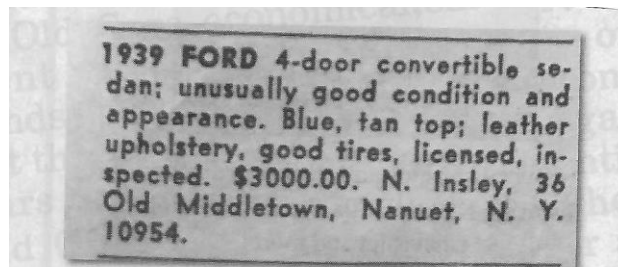 1939 FORD 4-door convertible se-
dan; unusually good condition and
appearance. Blue, tan top; leather
upholstery, good tires, licensed, in-
spected. $3000.00. N. Insley, 36
Old Middletown, Nanuet, N. Y.
10954.